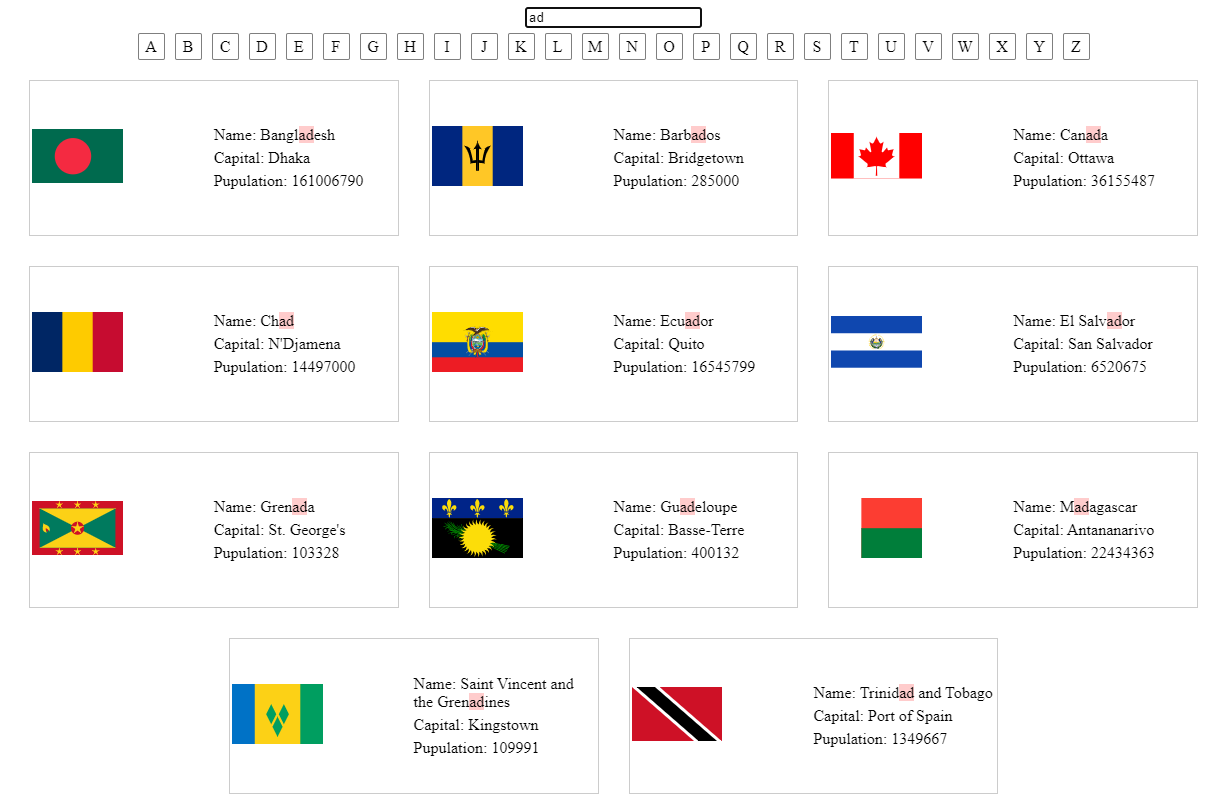 ad
A B C D E F G H I J K L M N O P Q R S T U V W X Y Z
Name: Bangladesh
Capital: Dhaka
Pupulation: 161006790
Name: Barbados
Capital: Bridgetown
Pupulation: 285000
Name: Canada
Capital: Ottawa
Pupulation: 36155487
Name: Chad
Capital: N'Djamena
Pupulation: 14497000
Name: Ecuador
Capital: Quito
Pupulation: 16545799
Name: El Salvador
Capital: San Salvador
Pupulation: 6520675
Name: Grenada
Capital: St. George's
Pupulation: 103328
Name: Guadeloupe
Capital: Basse-Terre
Pupulation: 400132
Name: Madagascar
Capital: Antananarivo
Pupulation: 22434363
Name: Saint Vincent and
the Grenadines
Capital: Kingstown
Pupulation: 109991
Name: Trinidad and Tobago
Capital: Port of Spain
Pupulation: 1349667